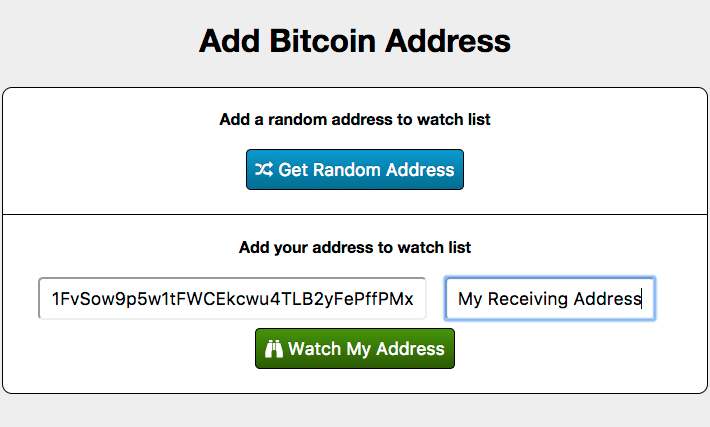 Add Bitcoin Address
Add a random address to watch list
Get Random Address
Add your address to watch list
1FvSow9p5w1tFWCEkcwu4TLB2yFePffPMx My Receiving Address
Watch My Address